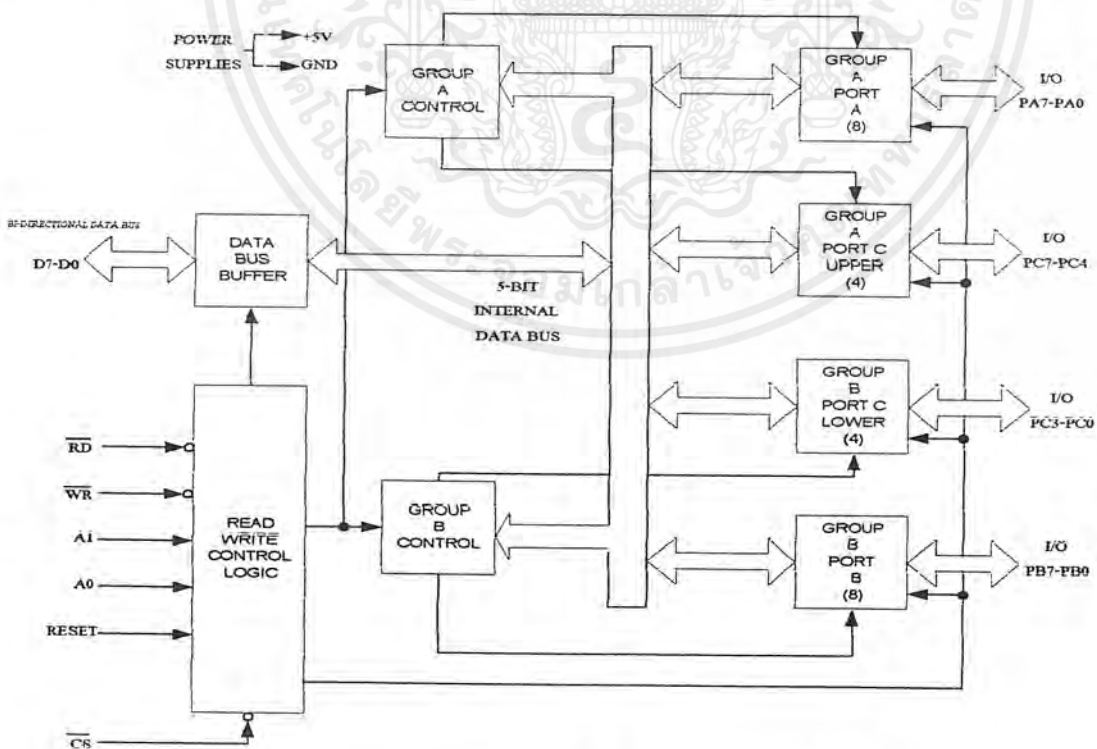 POWER
SUPPLIES
+5V
GND
GROUP
A
CONTROL
GROUP
A
PORT
A
(8)
I/O
PA7-PA0
BI-DIRECTIONAL DATA BUS
D7-D0
DATA
BUS
BUFFER
GROUP
A
PORT C
UPPER
(4)
I/O
PC7-PC4
5-BIT
INTERNAL
DATA BUS
GROUP
B
PORT C
LOWER
(4)
I/O
PC3-PC0
RD
WR
A1
A0
RESET
CS
READ
WRITE
CONTROL
LOGIC
GROUP
B
CONTROL
GROUP
B
PORT
B
(8)
I/O
PB7-PB0